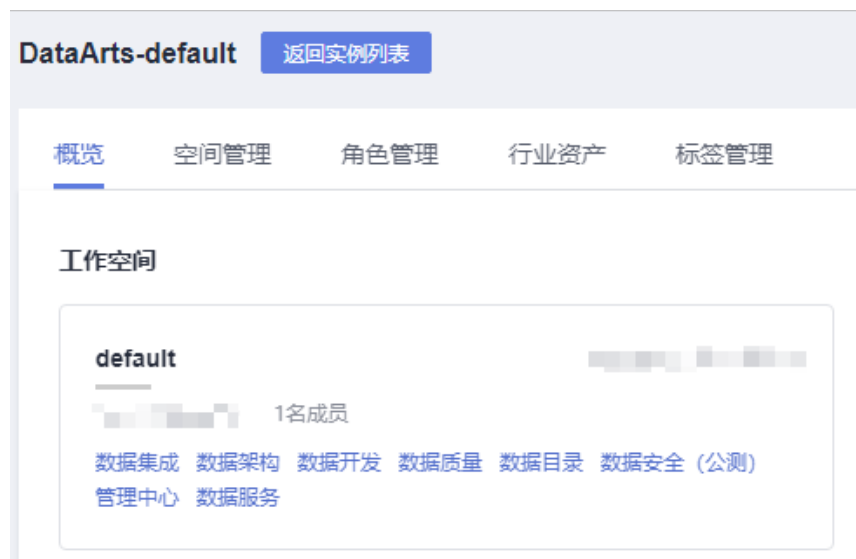 DataArts-default 返回实例列表
概览 空间管理 角色管理 行业资产 标签管理
工作空间
default
1名成员
数据集成 数据架构 数据开发 数据质量 数据目录 数据安全 (公测)
管理中心 数据服务